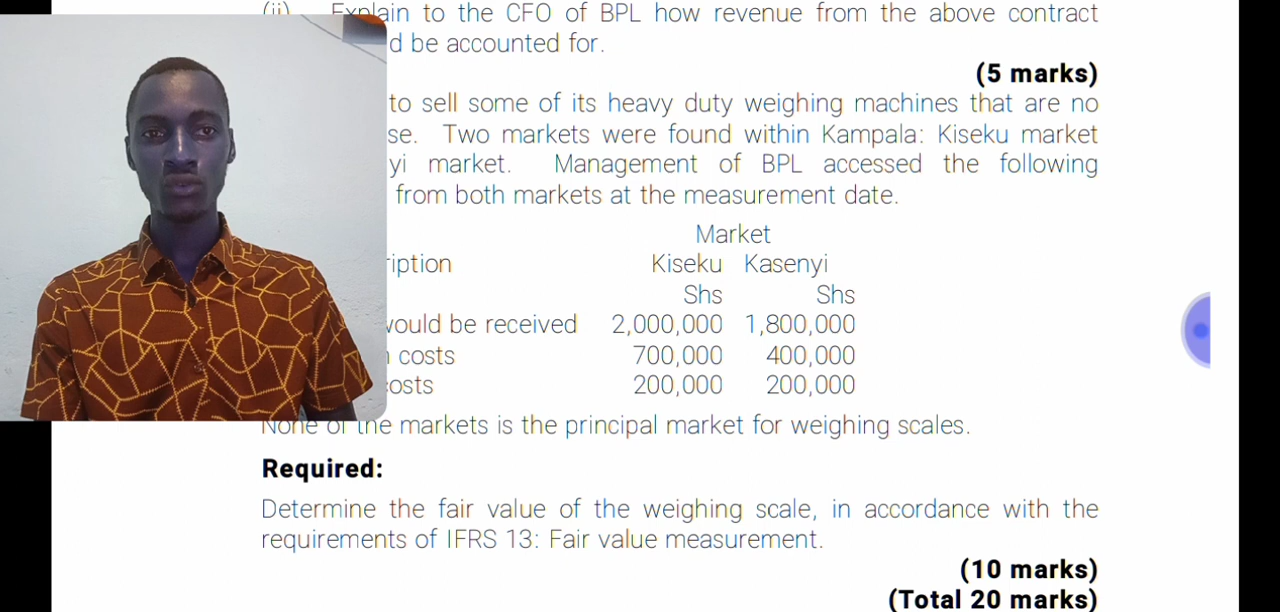 (ii) Explain to the CFO of BPL how revenue from the above contract
d be accounted for.
(5 marks)
to sell some of its heavy duty weighing machines that are no
se. Two markets were found within Kampala: Kiseku market
yi market. Management of BPL accessed the following
from both markets at the measurement date.
Market
ription Kiseku Kasenyi
Shs Shs
would be received 2,000,000 1,800,000
costs 700,000 400,000
costs 200,000 200,000
None of the markets is the principal market for weighing scales.
Required:
Determine the fair value of the weighing scale, in accordance with the
requirements of IFRS 13: Fair value measurement.
(10 marks)
(Total 20 marks)